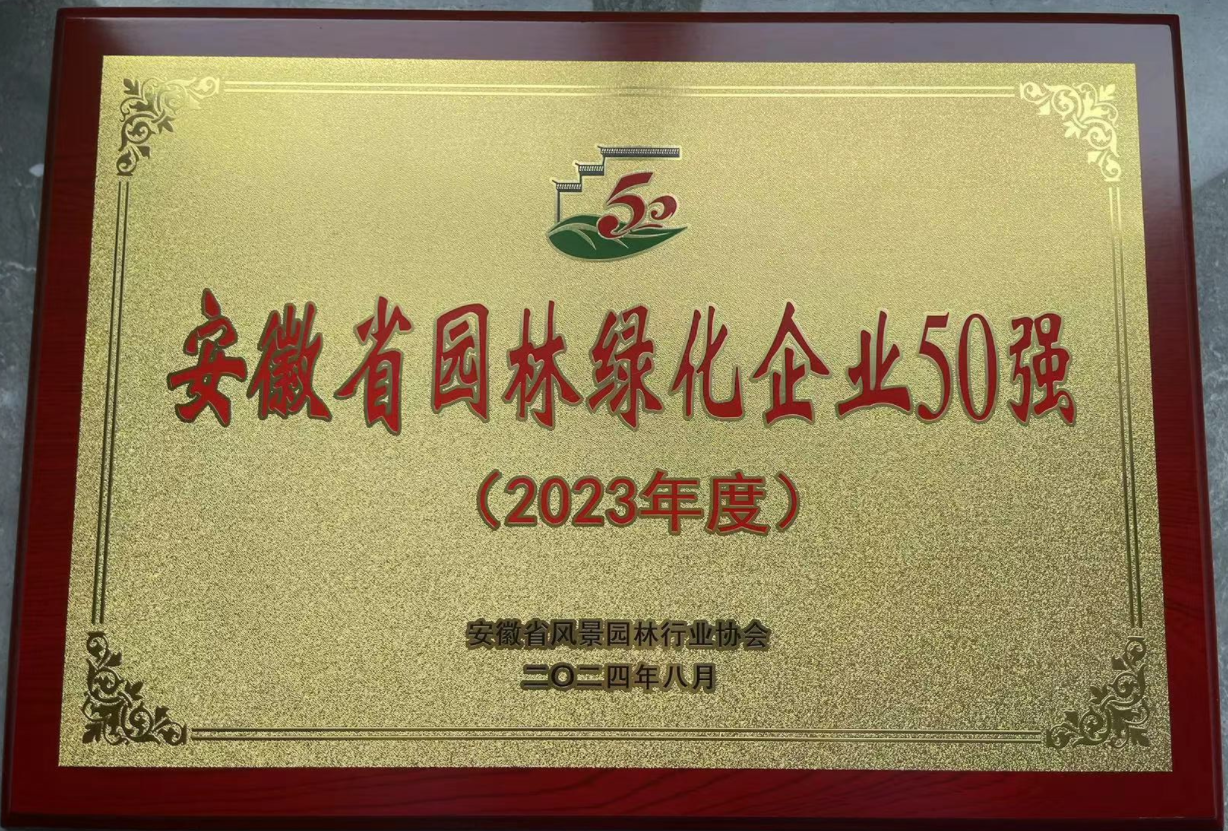 50
安徽省园林绿化企业50强
（2023年度）
安徽省风景园林行业协会
二〇二四年八月